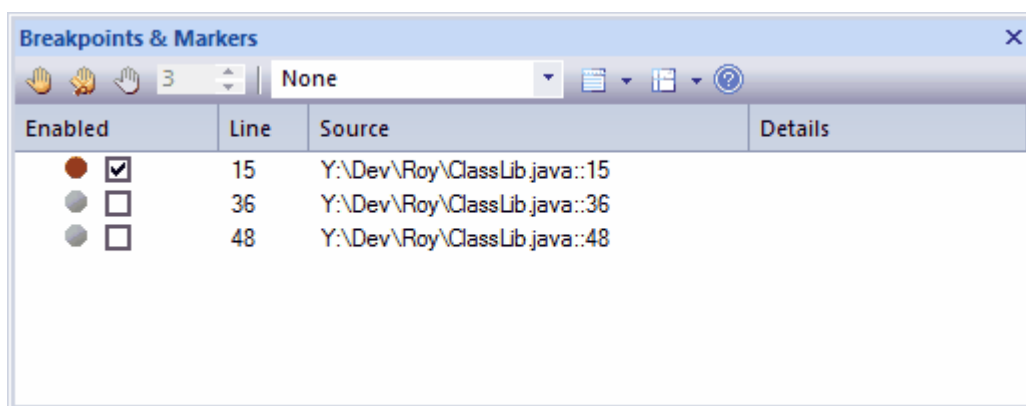 Breakpoints & Markers
3 None
Enabled Line Source Details
15 Y:\Dev\Roy\ClassLib.java::15
36 Y:\Dev\Roy\ClassLib.java::36
48 Y:\Dev\Roy\ClassLib.java::48